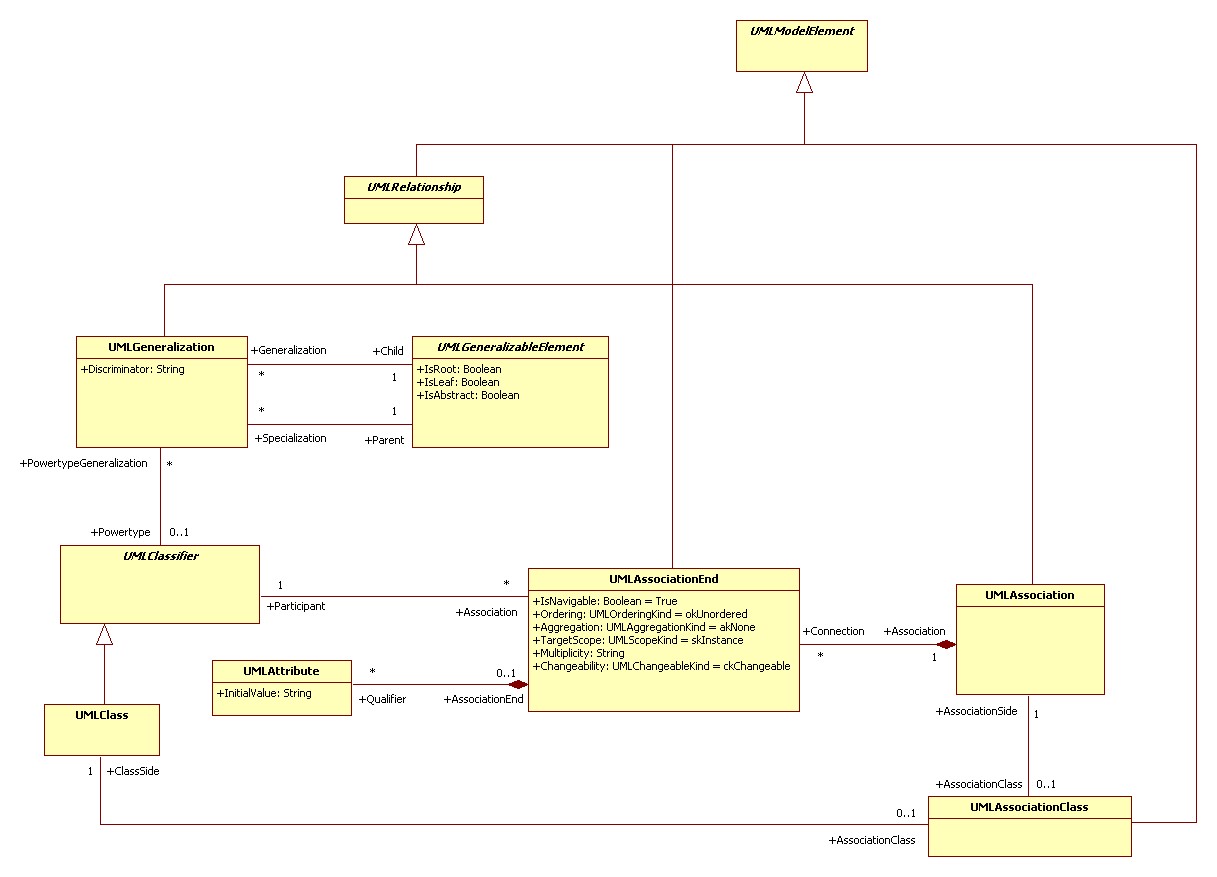 UMLModelElement
UMLRelationship
UMLGeneralization
+Discriminator: String
+Generalization
+Child
*
1
*
1
+Specialization
+Parent
UMLGeneralizableElement
+IsRoot: Boolean
+IsLeaf: Boolean
+IsAbstract: Boolean
+PowertypeGeneralization
*
+Powertype
0..1
UMLClassifier
1
*
+Participant
+Association
UMLAssociationEnd
+IsNavigable: Boolean = True
+Ordering: UMLOrderingKind = okUnordered
+Aggregation: UMLAggregationKind = akNone
+TargetScope: UMLScopeKind = skInstance
+Multiplicity: String
+Changeability: UMLChangeableKind = ckChangeable
+Connection
+Association
*
1
UMLAssociation
UMLAttribute
+InitialValue: String
*
0..1
+Qualifier
+AssociationEnd
UMLClass
1
+ClassSide
+AssociationSide
1
+AssociationClass
0..1
0..1
+AssociationClass
UMLAssociationClass